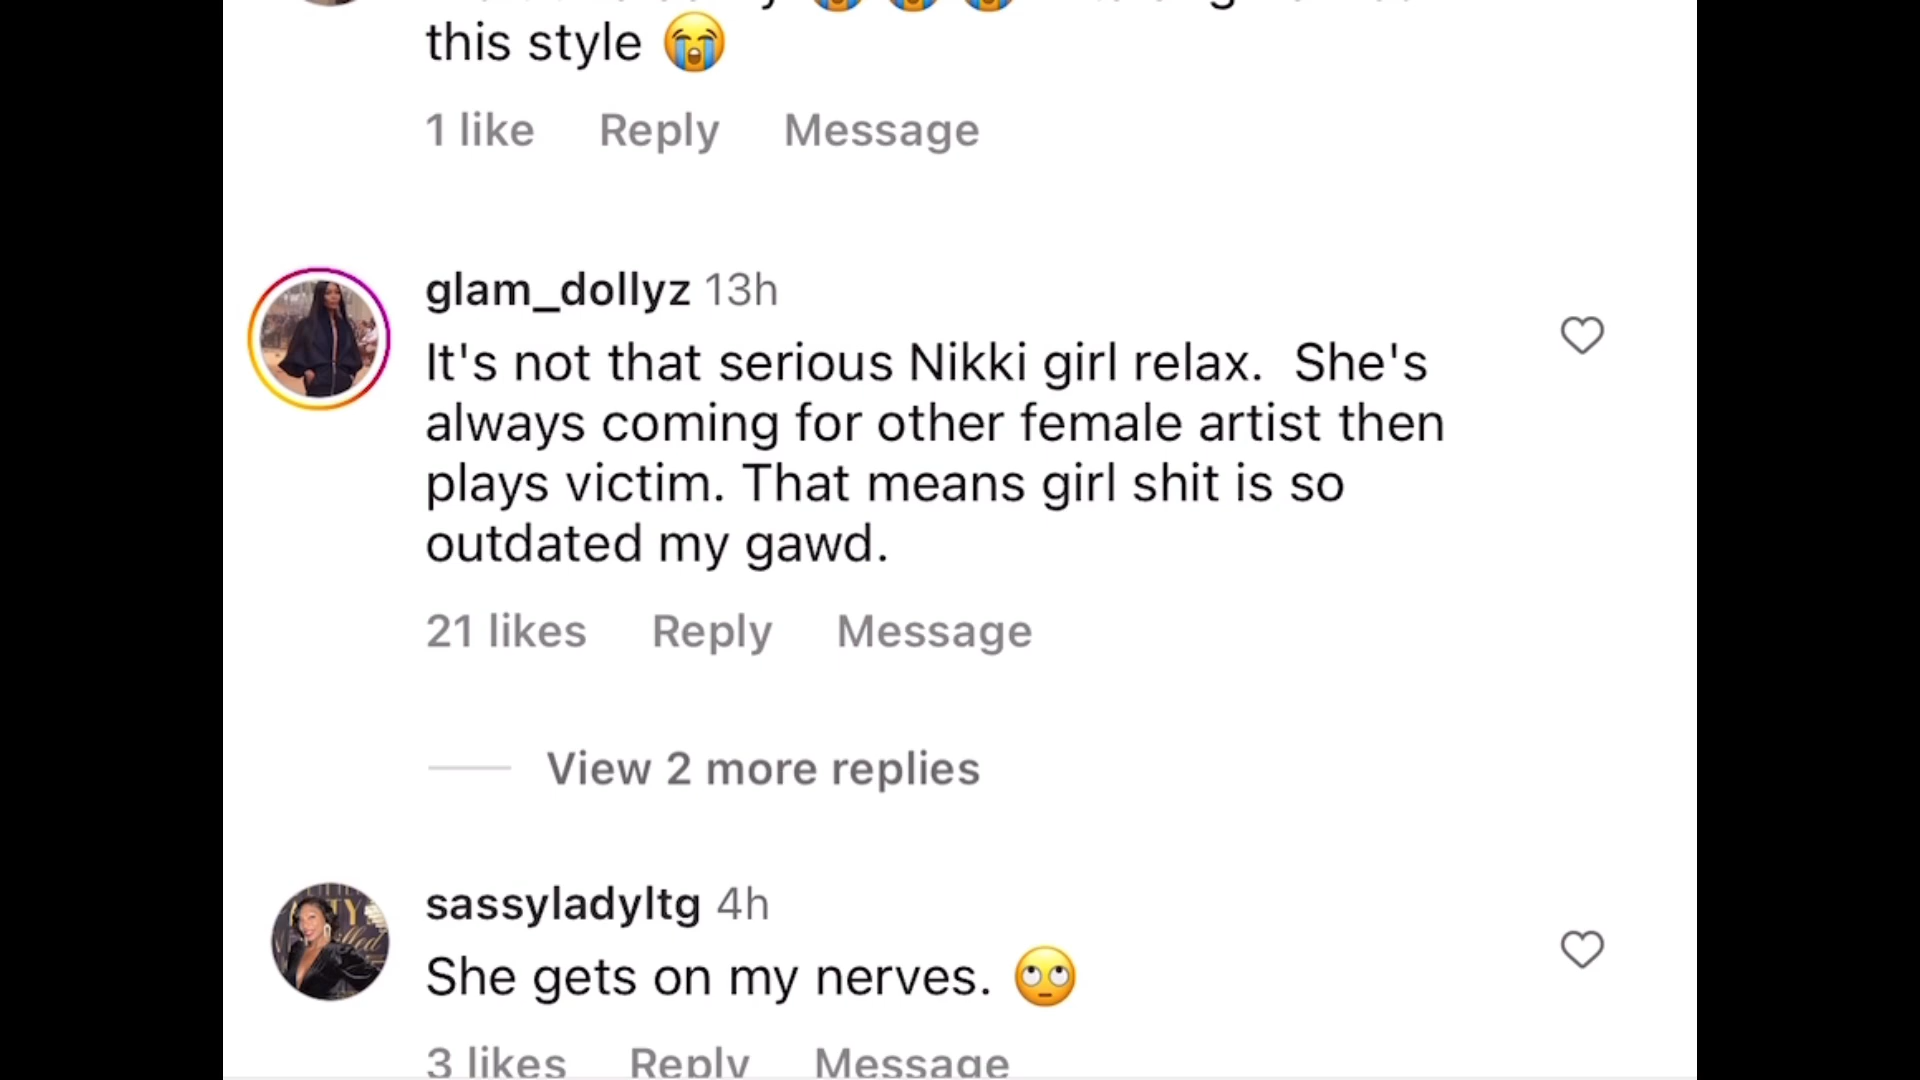 this style 😭
1 like Reply Message
glam_dollyz 13h
It's not that serious Nikki girl relax.  She's
always coming for other female artist then
plays victim. That means girl shit is so
outdated my gawd.
21 likes Reply Message
View 2 more replies
sassyladyltg 4h
She gets on my nerves. 🙄
3 likes Reply Message